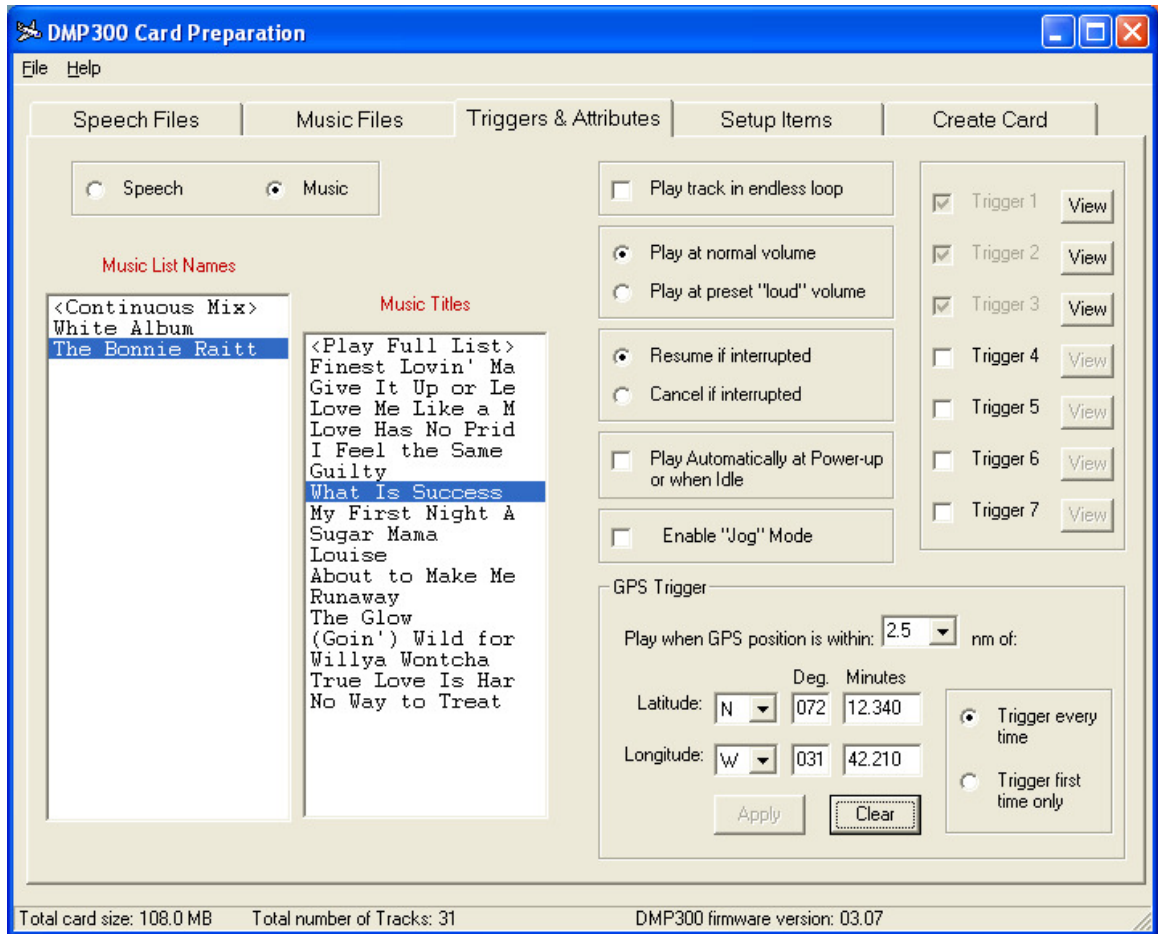 DMP300 Card Preparation
File Help
Speech Files
Music Files
Triggers & Attributes
Setup Items
Create Card
Speech
Music
Music List Names
<Continuous Mix>
White Album
The Bonnie Raitt
Music Titles
<Play Full List>
Finest Lovin' Ma
Give It Up or Le
Love Me Like a M
Love Has No Prid
I Feel the Same
Guilty
What Is Success
My First Night A
Sugar Mama
Louise
About to Make Me
Runaway
The Glow
(Goin') Wild for
Willya Wontcha
True Love Is Har
No Way to Treat
Play track in endless loop
Play at normal volume
Play at preset "loud" volume
Resume if interrupted
Cancel if interrupted
Play Automatically at Power-up
or when Idle
Enable "Jog" Mode
Trigger 1 View
Trigger 2 View
Trigger 3 View
Trigger 4 View
Trigger 5 View
Trigger 6 View
Trigger 7 View
GPS Trigger
Play when GPS position is within: 2.5 nm of:
Deg. Minutes
Latitude: N 072 12.340
Longitude: W 031 42.210
Trigger every
time
Trigger first
time only
Apply Clear
Total card size: 108.0 MB Total number of Tracks: 31 DMP300 firmware version: 03.07